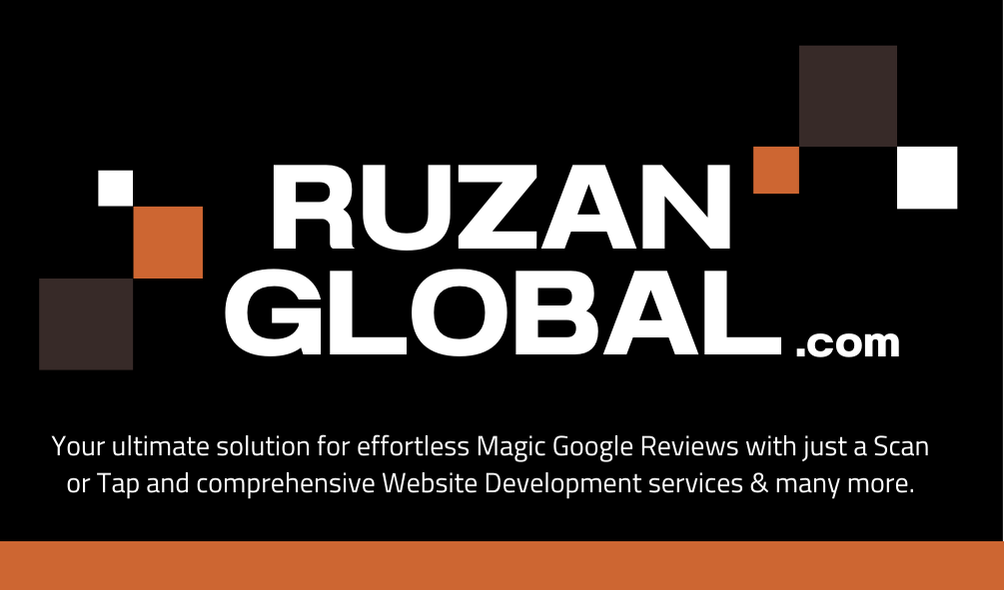 RUZAN
GLOBAL.com
Your ultimate solution for effortless Magic Google Reviews with just a Scan
or Tap and comprehensive Website Development services & many more.